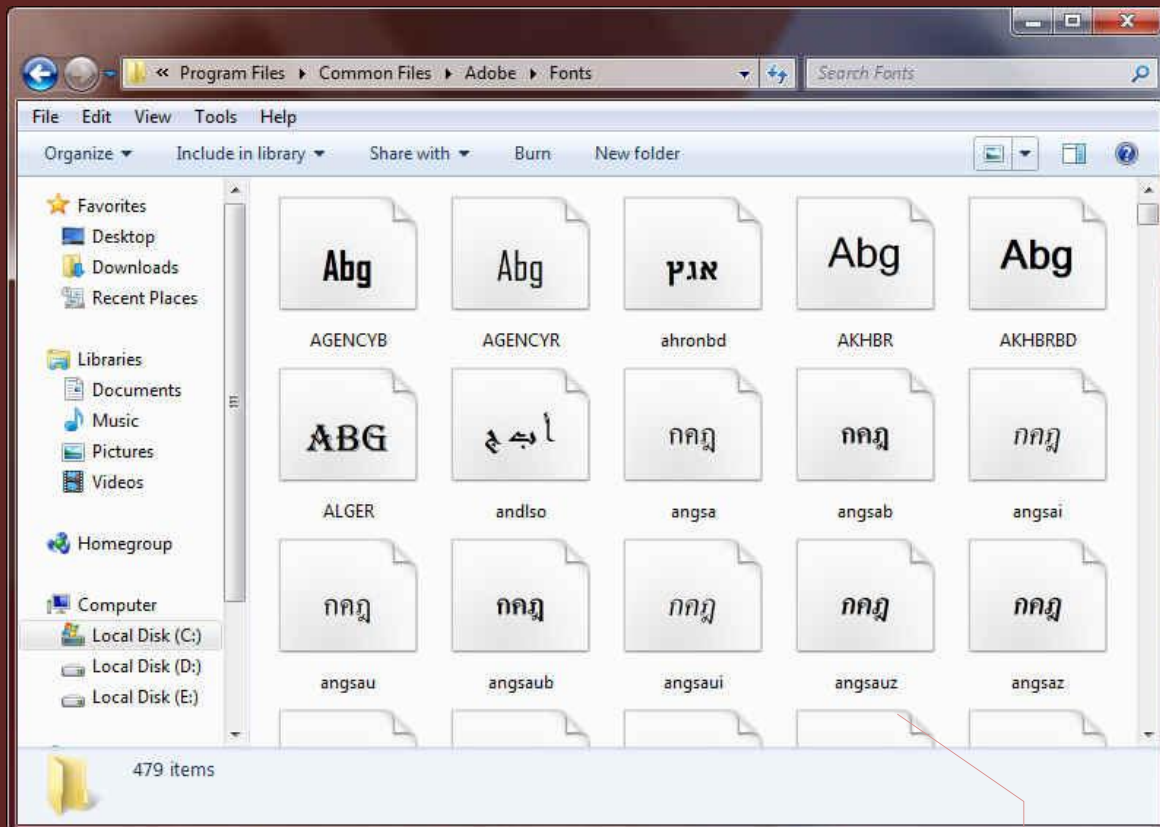 « Program Files ▸ Common Files ▸ Adobe ▸ Fonts
Search Fonts
File Edit View Tools Help
Organize Include in library Share with Burn New folder
Favorites
Desktop
Downloads
Recent Places
Libraries
Documents
Music
Pictures
Videos
Homegroup
Computer
Local Disk (C:)
Local Disk (D:)
Local Disk (E:)
Abg Abg אנץ Abg Abg
AGENCYB AGENCYR ahronbd AKHBR AKHBRBD
ABG أ ب ج กคฎ กคฎ กคฎ
ALGER andlso angsa angsab angsai
กคฎ กคฎ กคฎ กคฎ กคฎ
angsau angsaub angsaui angsauz angsaz
479 items